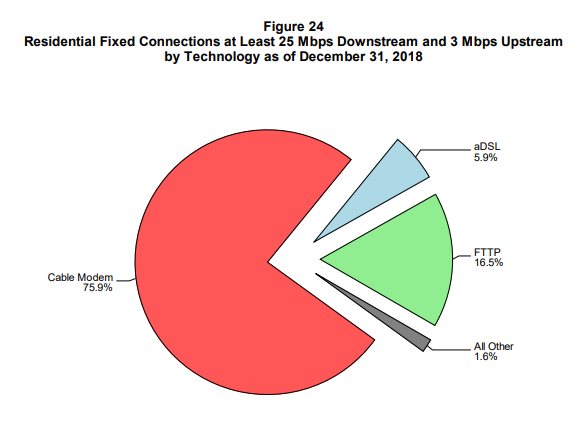 Figure 24
Residential Fixed Connections at Least 25 Mbps Downstream and 3 Mbps Upstream
by Technology as of December 31, 2018
aDSL
5.9%
FTTP
16.5%
Cable Modem
75.9%
All Other
1.6%